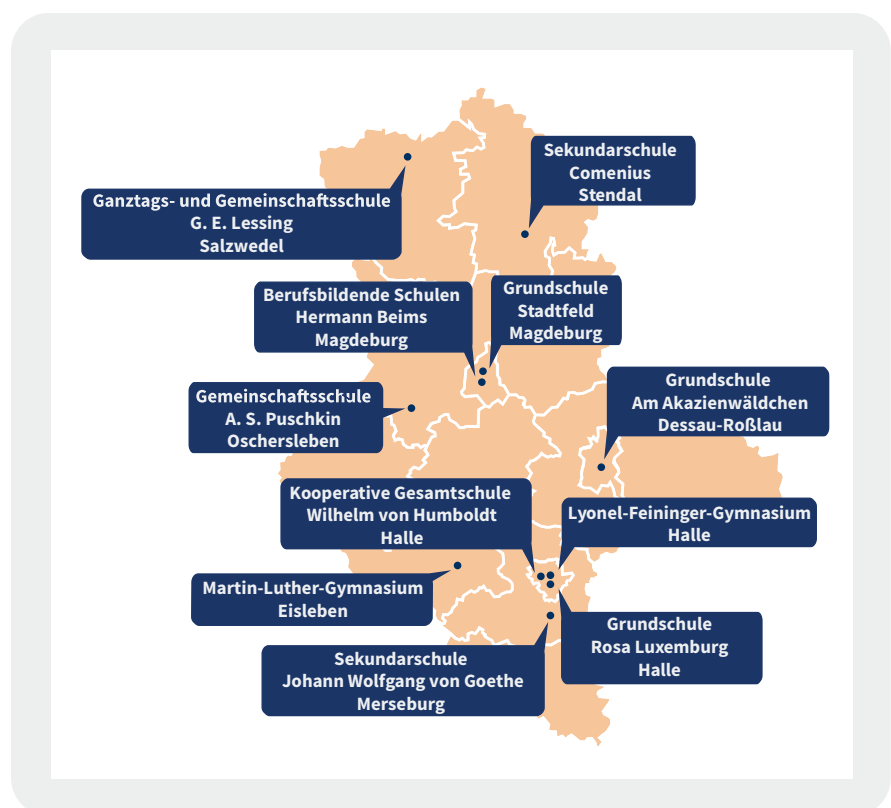 Sekundarschule
Comenius
Stendal
Ganztags- und Gemeinschaftsschule
G. E. Lessing
Salzwedel
Berufsbildende Schulen
Hermann Beims
Magdeburg
Grundschule
Stadtfeld
Magdeburg
Gemeinschaftsschule
A. S. Puschkin
Oschersleben
Grundschule
Am Akazienwäldchen
Dessau-Roßlau
Kooperative Gesamtschule
Wilhelm von Humboldt
Halle
Lyonel-Feininger-Gymnasium
Halle
Martin-Luther-Gymnasium
Eisleben
Grundschule
Rosa Luxemburg
Halle
Sekundarschule
Johann Wolfgang von Goethe
Merseburg